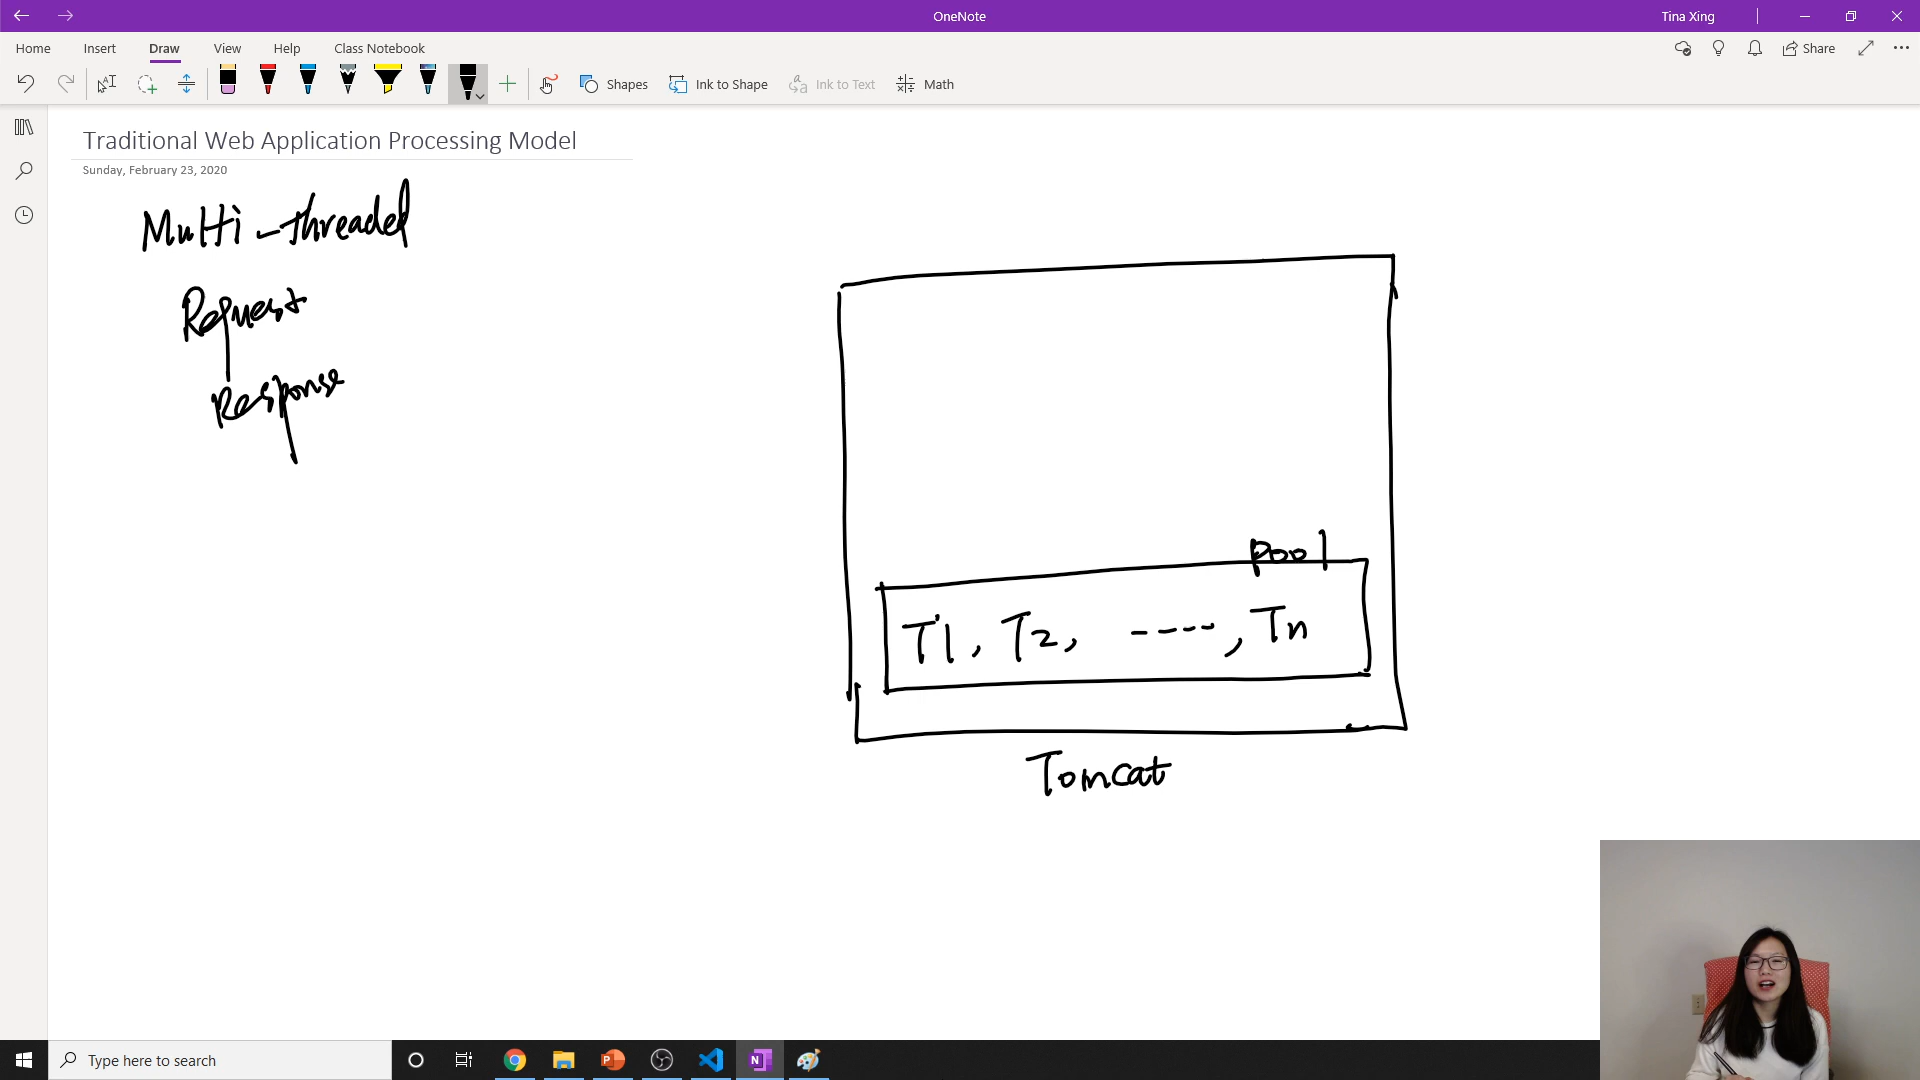 OneNote
Tina Xing
Home Insert Draw View Help Class Notebook
Share
Shapes Ink to Shape Ink to Text Math
Traditional Web Application Processing Model
Sunday, February 23, 2020
Multi-threaded
Request
Response
pool
T1, T2, ----, Tn
Tomcat
Type here to search